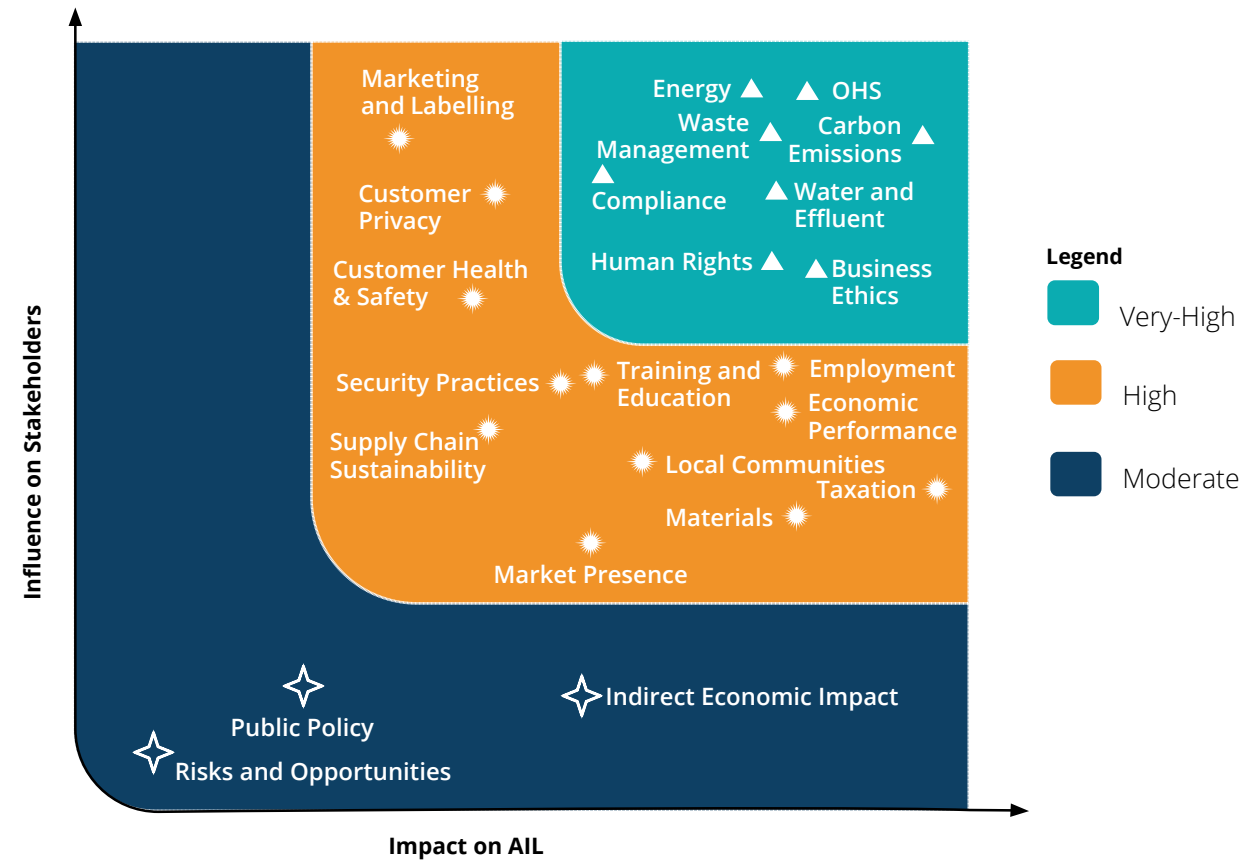 Marketing
and Labelling
Customer
Privacy
Customer Health
& Safety
Energy
OHS
Waste
Management
Carbon
Emissions
Compliance
Water and
Effluent
Human Rights
Business
Ethics
Security Practices
Training and
Education
Employment
Economic
Performance
Supply Chain
Sustainability
Local Communities
Taxation
Materials
Market Presence
Public Policy
Indirect Economic Impact
Risks and Opportunities
Influence on Stakeholders
Impact on AIL
Legend
Very-High
High
Moderate